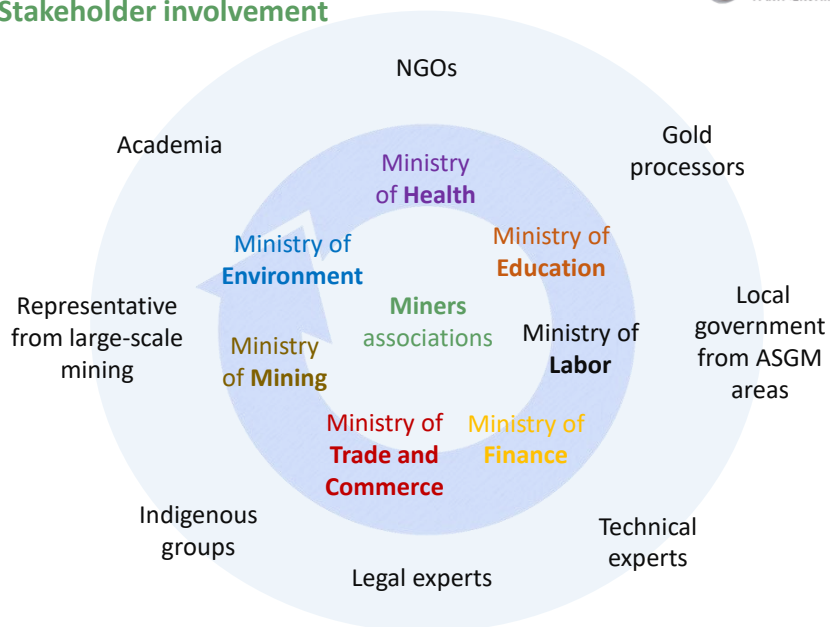 Stakeholder involvement
NGOs
Academia
Gold
processors
Ministry
of Health
Ministry of
Environment
Ministry of
Education
Miners
associations
Representative
from large-scale
mining
Ministry
of Mining
Ministry of
Labor
Local
government
from ASGM
areas
Ministry of
Trade and
Commerce
Ministry of
Finance
Indigenous
groups
Legal experts
Technical
experts